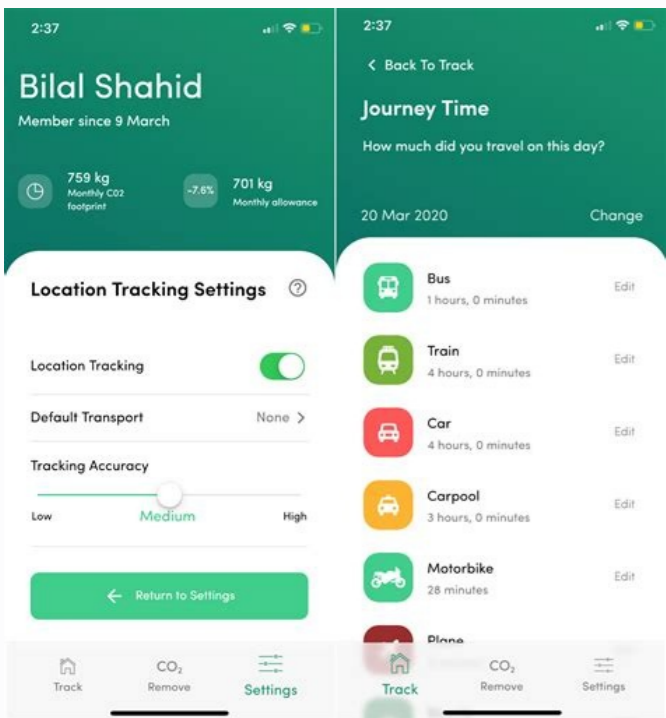 2:37
Bilal Shahid
Member since 9 March
759 kg
Monthly C02
footprint
-7.6%
701 kg
Monthly allowance
Location Tracking Settings
Location Tracking
Default Transport
None >
Tracking Accuracy
Low
Medium
High
← Return to Settings
Track
CO₂
Remove
Settings
2:37
< Back To Track
Journey Time
How much did you travel on this day?
20 Mar 2020
Change
Bus
Edit
1 hours, 0 minutes
Train
Edit
4 hours, 0 minutes
Car
Edit
4 hours, 0 minutes
Carpool
Edit
3 hours, 0 minutes
Motorbike
Edit
28 minutes
Plane
Track
CO₂
Remove
Settings